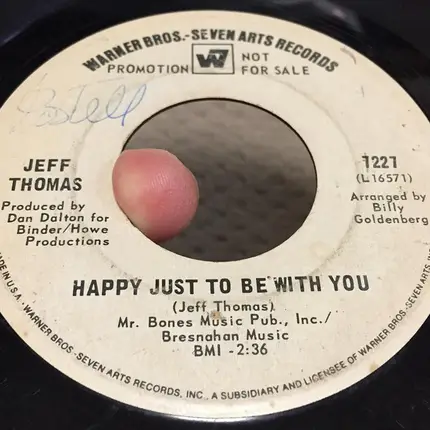 WARNER BROS.-SEVEN ARTS RECORDS
PROMOTION W7 NOT
FOR SALE
JEFF
THOMAS
Produced by
Dan Dalton for
Binder/Howe
Productions
7227
(L16571)
Arranged by
Billy
Goldenberg
HAPPY JUST TO BE WITH YOU
(Jeff Thomas)
Mr. Bones Music Pub., Inc./
Bresnahan Music
BMI -2:36
MADE IN U.S.A. · WARNER BROS.-SEVEN ARTS RECORDS, INC., A SUBSIDIARY AND LICENSEE OF WARNER BROS.-SEVEN ARTS